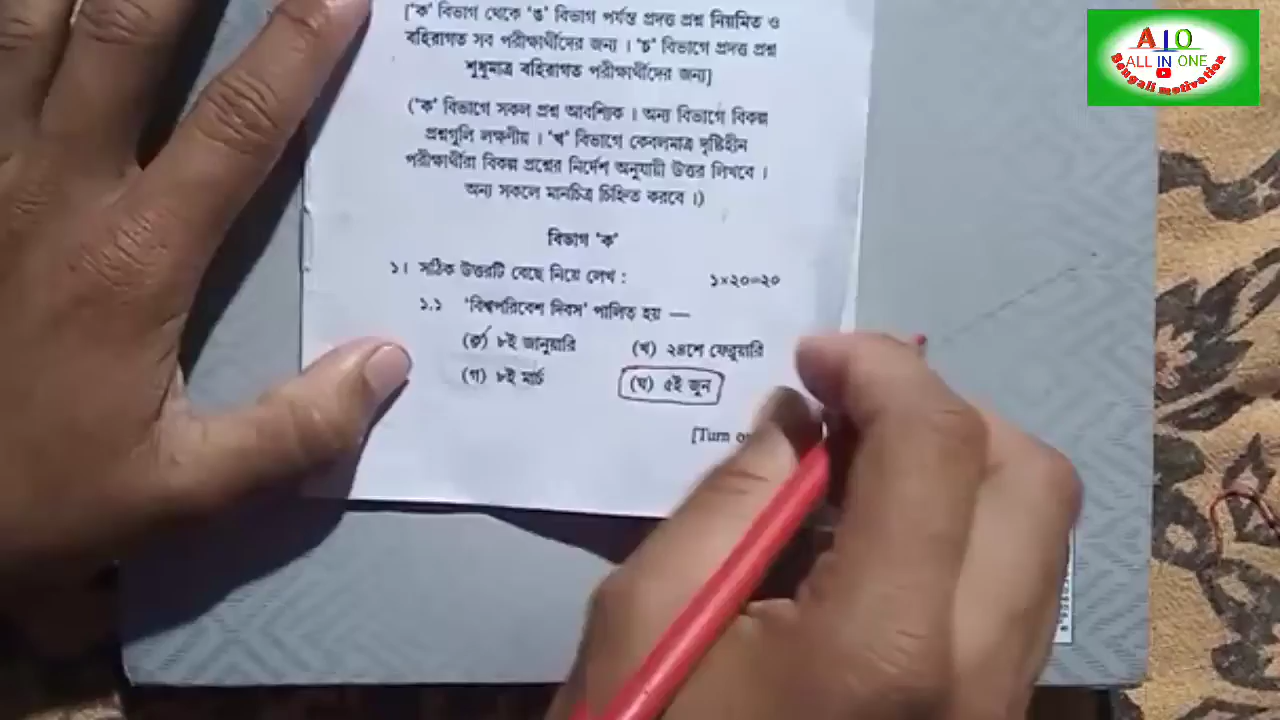 ['ক' বিভাগ থেকে 'ঙ' বিভাগ পর্যন্ত প্রদত্ত প্রশ্ন নিয়মিত ও
বহিরাগত সব পরীক্ষার্থীদের জন্য । 'চ' বিভাগে প্রদত্ত প্রশ্ন
শুধুমাত্র বহিরাগত পরীক্ষার্থীদের জন্য]
('ক' বিভাগে সকল প্রশ্ন আবশ্যিক । অন্য বিভাগে বিকল্প
প্রশ্নগুলি লক্ষণীয় । 'খ' বিভাগে কেবলমাত্র দৃষ্টিহীন
পরীক্ষার্থীরা বিকল্প প্রশ্নের নির্দেশ অনুযায়ী উত্তর লিখবে ।
অন্য সকলে মানচিত্র চিহ্নিত করবে ।)
বিভাগ 'ক'
১। সঠিক উত্তরটি বেছে নিয়ে লেখ : ১×২০=২০
১.১ 'বিশ্বপরিবেশ দিবস' পালিত হয় —
(ক) ৮ই জানুয়ারি (খ) ২৪শে ফেব্রুয়ারি
(গ) ৮ই মার্চ (ঘ) ৫ই জুন
[Turn
AIO
ALL IN ONE
Bengali motivation